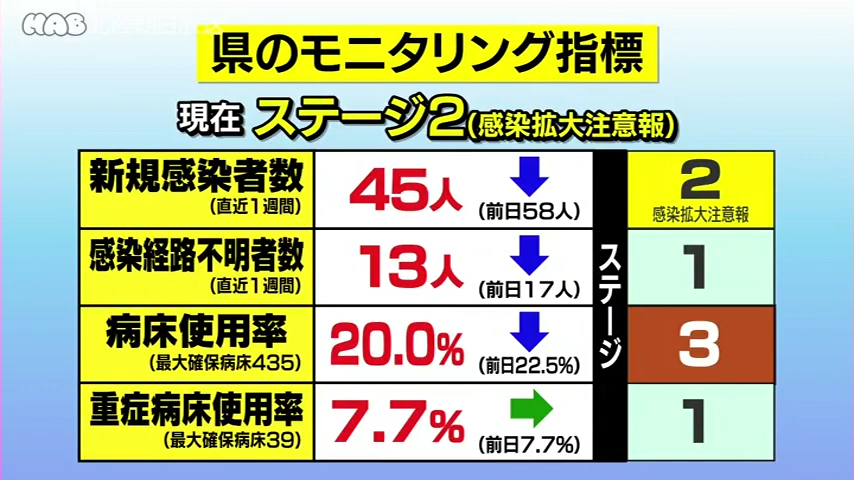 HAB
県のモニタリング指標
現在 ステージ2(感染拡大注意報)
新規感染者数
(直近1週間)
45人
(前日58人)
2
感染拡大注意報
感染経路不明者数
(直近1週間)
13人
(前日17人)
1
病床使用率
(最大確保病床435)
20.0%
(前日22.5%)
3
重症病床使用率
(最大確保病床39)
7.7%
(前日7.7%)
1
ステージ